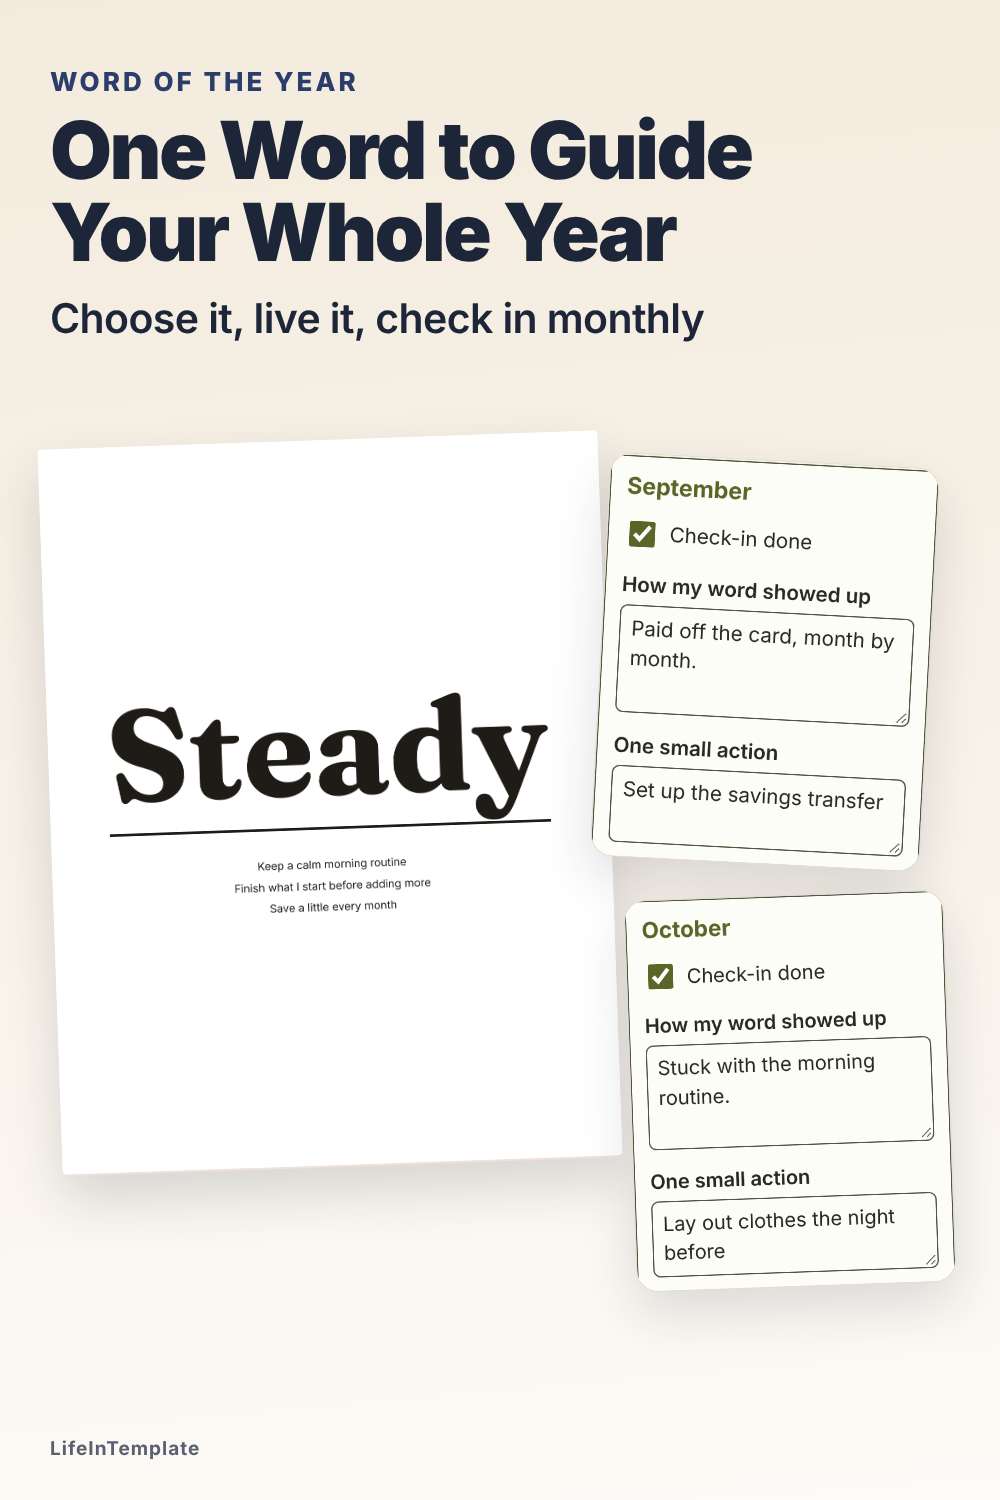 WORD OF THE YEAR
One Word to Guide
Your Whole Year
Choose it, live it, check in monthly
Steady
Keep a calm morning routine
Finish what I start before adding more
Save a little every month
September
Check-in done
How my word showed up
Paid off the card, month by
month.
One small action
Set up the savings transfer
October
Check-in done
How my word showed up
Stuck with the morning
routine.
One small action
Lay out clothes the night
before
LifeInTemplate